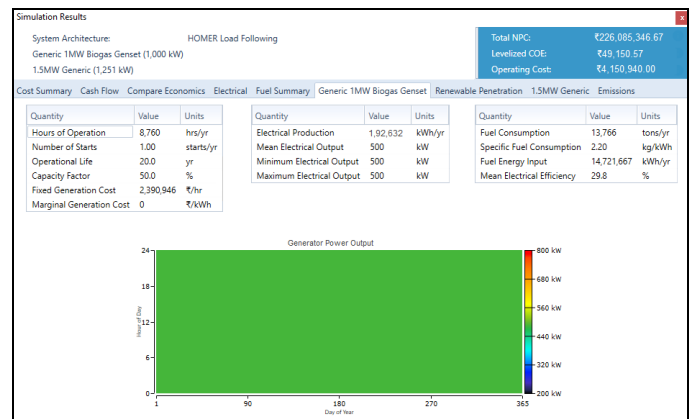 Simulation Results
x
System Architecture: HOMER Load Following
Generic 1MW Biogas Genset (1,000 kW)
1.5MW Generic (1,251 kW)
Total NPC: ₹226,085,346.67
Levelized COE: ₹49,150.57
Operating Cost: ₹4,150,940.00
Cost Summary Cash Flow Compare Economics Electrical Fuel Summary Generic 1MW Biogas Genset Renewable Penetration 1.5MW Generic Emissions
Quantity Value Units
Hours of Operation 8,760 hrs/yr
Number of Starts 1.00 starts/yr
Operational Life 20.0 yr
Capacity Factor 50.0 %
Fixed Generation Cost 2,390,946 ₹/hr
Marginal Generation Cost 0 ₹/kWh
Quantity Value Units
Electrical Production 1,92,632 kWh/yr
Mean Electrical Output 500 kW
Minimum Electrical Output 500 kW
Maximum Electrical Output 500 kW
Quantity Value Units
Fuel Consumption 13,766 tons/yr
Specific Fuel Consumption 2.20 kg/kWh
Fuel Energy Input 14,721,667 kWh/yr
Mean Electrical Efficiency 29.8 %
Generator Power Output
24
18
12
6
0
Hour of Day
1 90 180 270 365
Day of Year
800 kW
680 kW
560 kW
440 kW
320 kW
200 kW